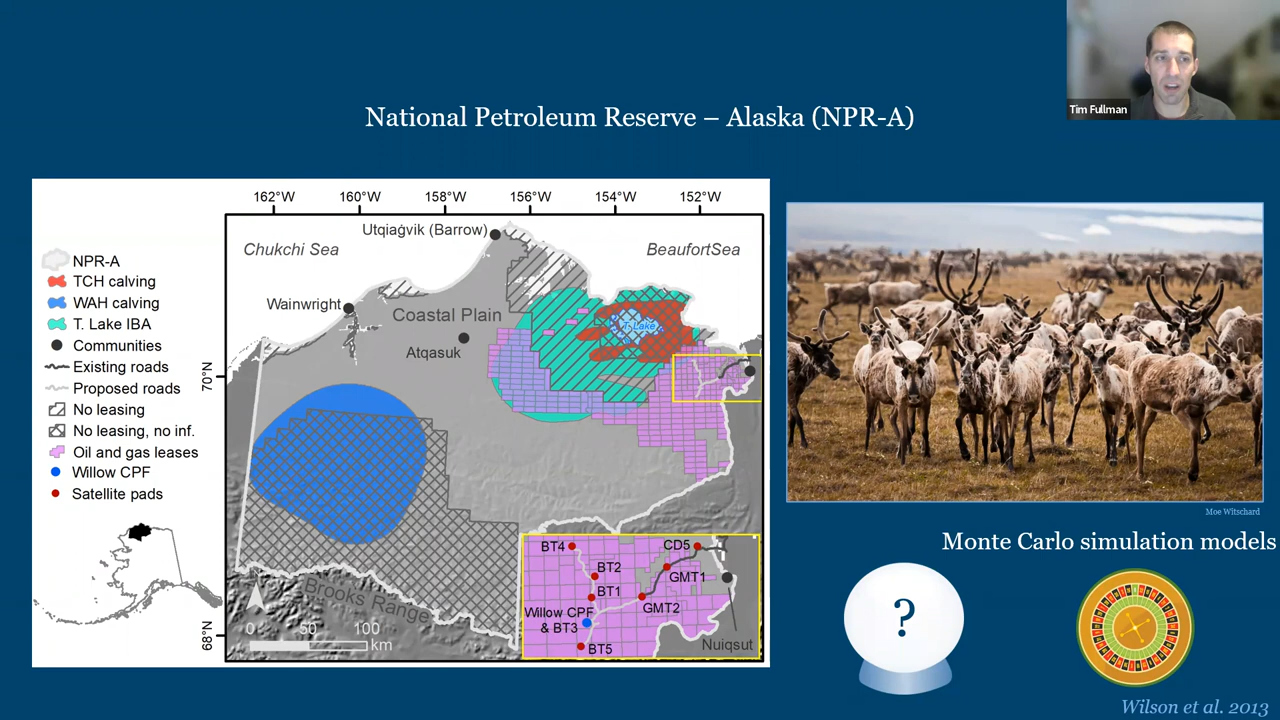 Tim Fullman
National Petroleum Reserve – Alaska (NPR-A)
162°W
160°W
158°W
156°W
154°W
152°W
Utqiaġvik (Barrow)
Chukchi Sea
BeaufortSea
NPR-A
TCH calving
WAH calving
T. Lake IBA
Communities
Existing roads
Proposed roads
No leasing
No leasing, no inf.
Oil and gas leases
Willow CPF
Satellite pads
Wainwright
Coastal Plain
T. Lake
Atqasuk
70°N
68°N
Brooks Range
0 50 100
km
BT4
CD5
BT2
GMT1
BT1
GMT2
Willow CPF
& BT3
BT5
Nuiqsut
Moe Witschard
Monte Carlo simulation models
?
Wilson et al. 2013